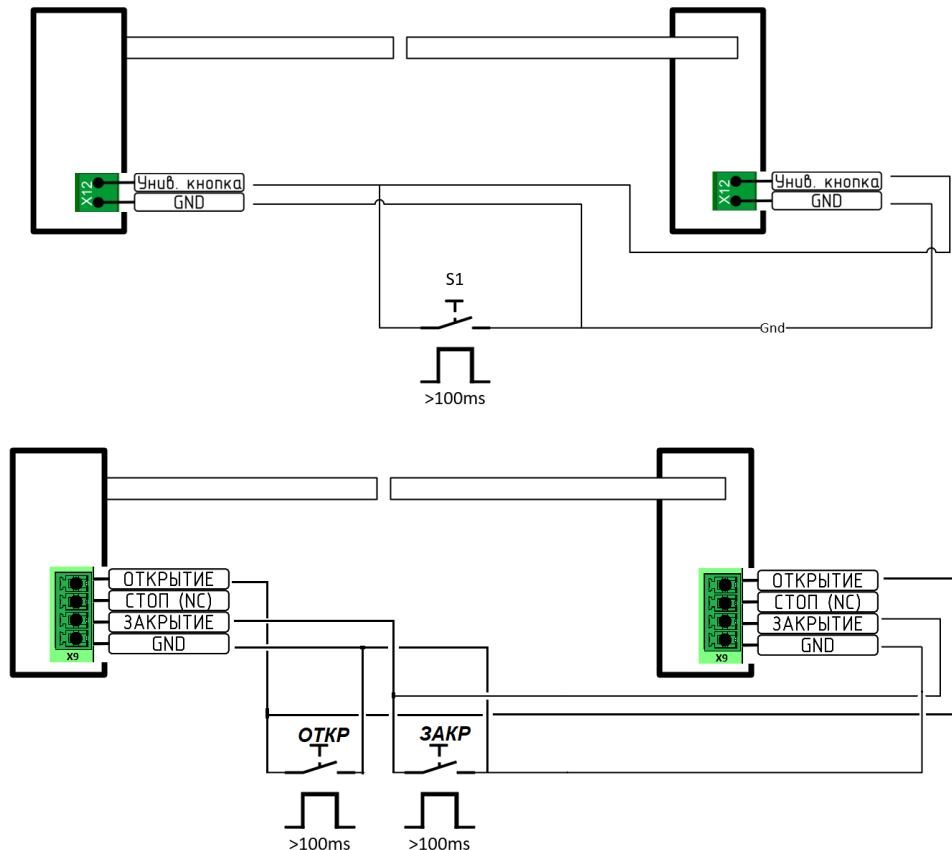 X12
Унив. кнопка
GND
X12
Унив. кнопка
GND
S1
Gnd
>100ms
ОТКРЫТИЕ
СТОП (NC)
ЗАКРЫТИЕ
GND
X9
ОТКРЫТИЕ
СТОП (NC)
ЗАКРЫТИЕ
GND
X9
ОТКР
ЗАКР
>100ms
>100ms